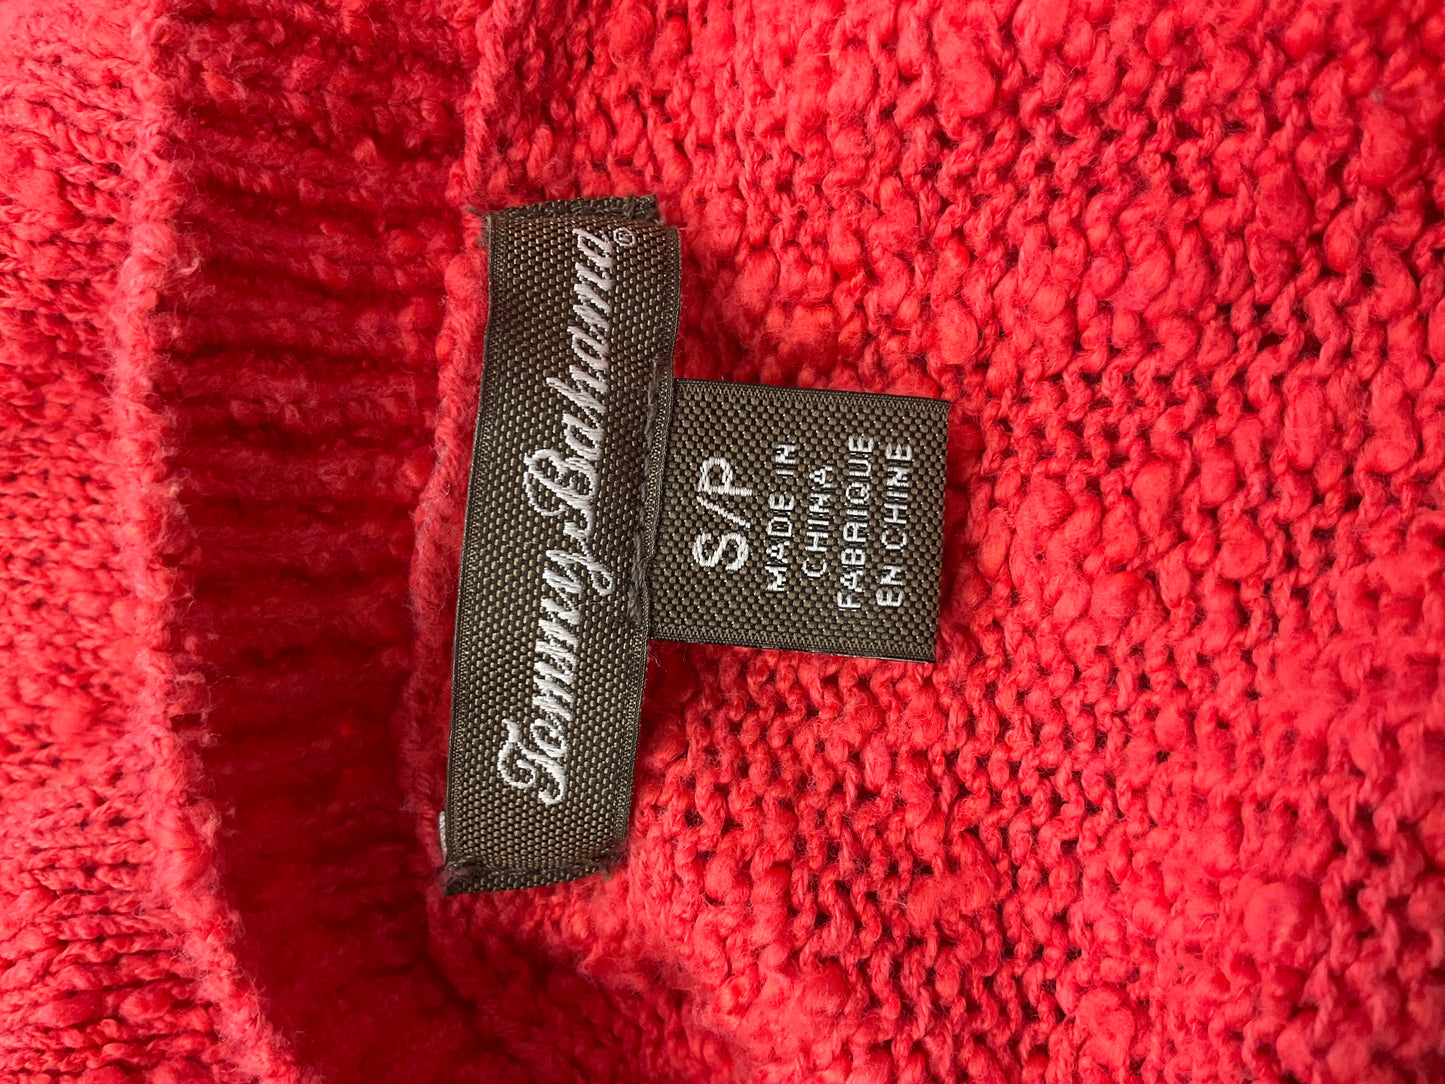 Tommy Bahama®
S/P
MADE IN
CHINA
FABRIQUE
EN CHINE